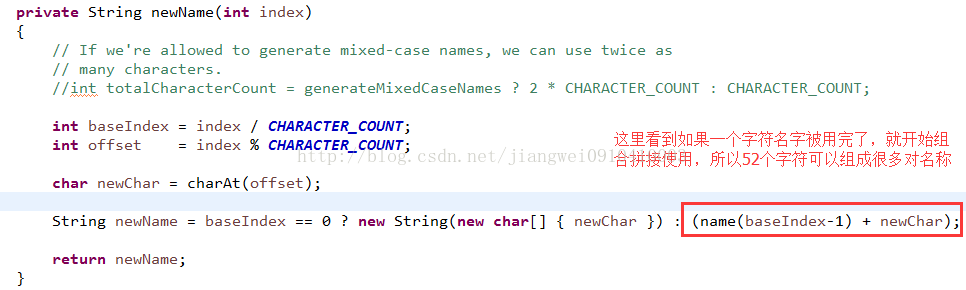 private String newName(int index)
{
// If we're allowed to generate mixed-case names, we can use twice as
// many characters.
//int totalCharacterCount = generateMixedCaseNames ? 2 * CHARACTER_COUNT : CHARACTER_COUNT;
int baseIndex = index / CHARACTER_COUNT;
int offset = index % CHARACTER_COUNT;
这里看到如果一个字符名字被用完了，就开始组
合拼接使用，所以52个字符可以组成很多对名称
char newChar = charAt(offset);
String newName = baseIndex == 0 ? new String(new char[] { newChar }) : (name(baseIndex-1) + newChar);
return newName;
}